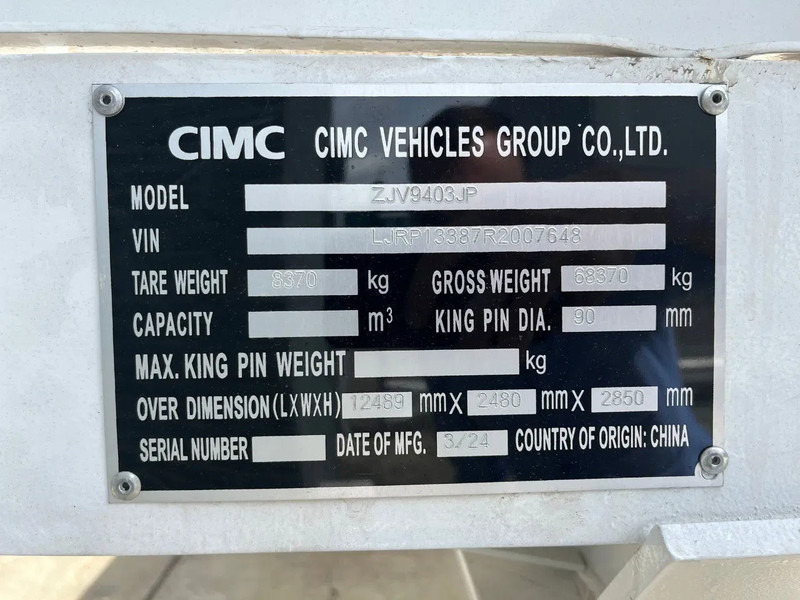 CIMC CIMC VEHICLES GROUP CO.,LTD.
MODEL ZJV9403JP
VIN LJRP13387R2007648
TARE WEIGHT 8370 kg GROSS WEIGHT 68370 kg
CAPACITY m³ KING PIN DIA. 90 mm
MAX. KING PIN WEIGHT kg
OVER DIMENSION(LXWXH) 12489 mm X 2480 mm X 2850 mm
SERIAL NUMBER DATE OF MFG. 3/24 COUNTRY OF ORIGIN: CHINA